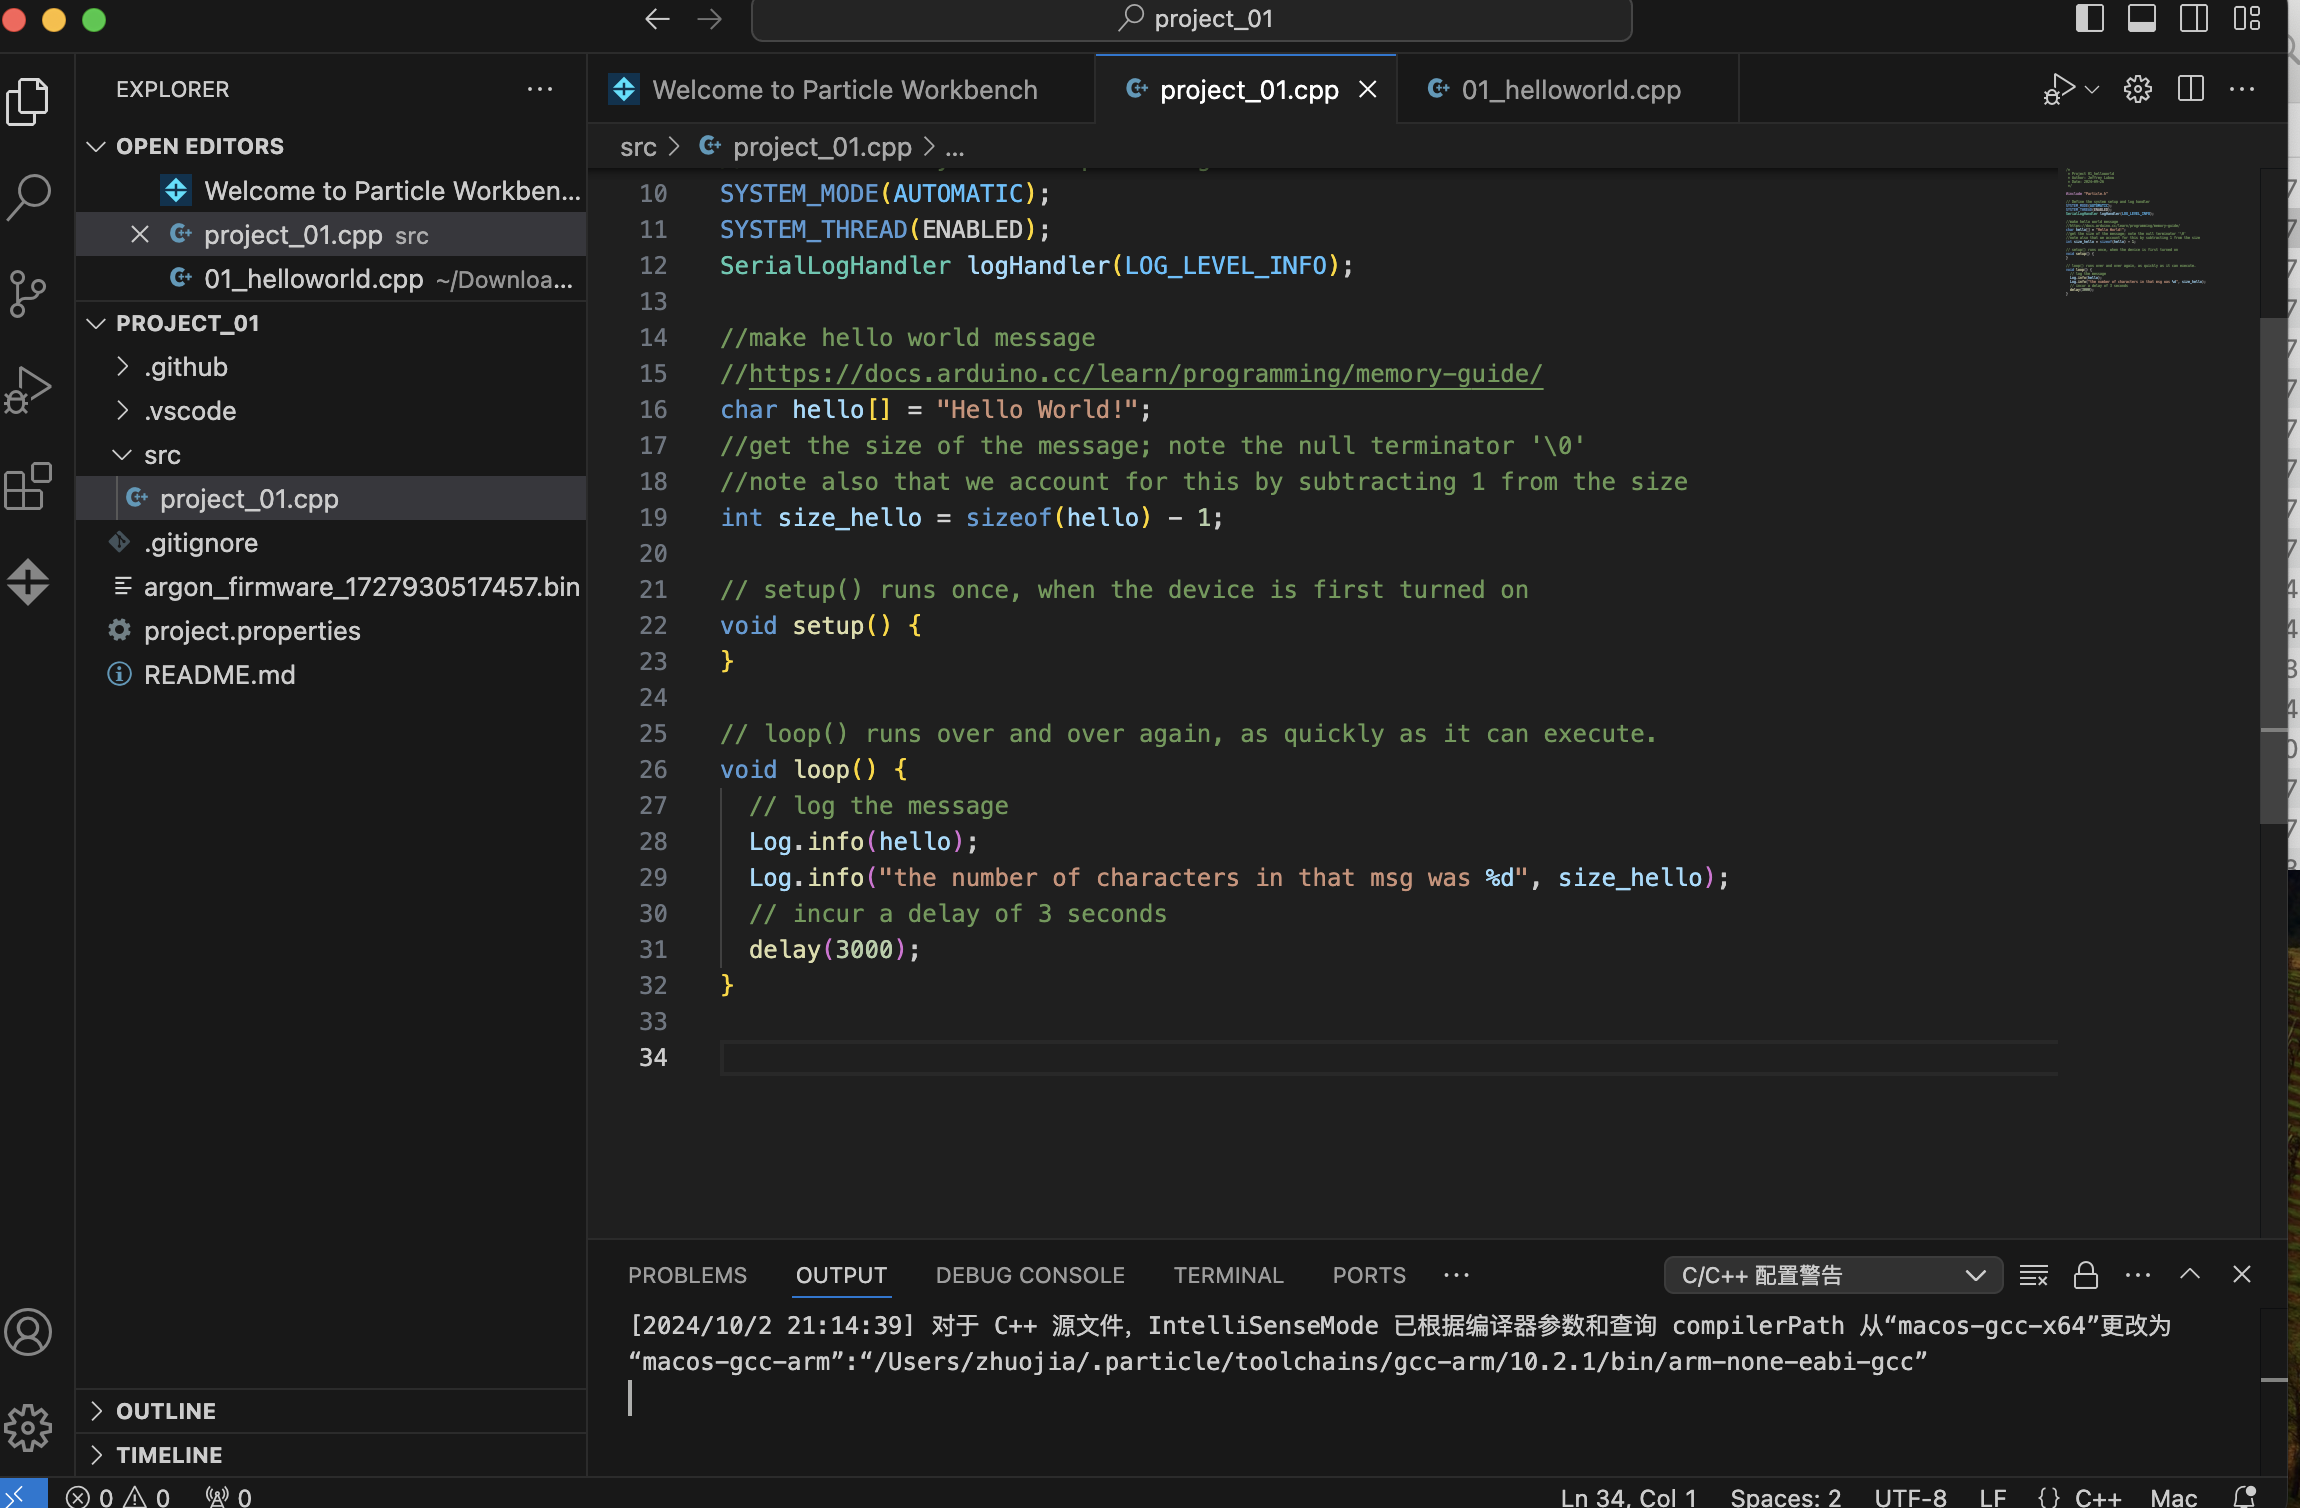 project_01
EXPLORER
OPEN EDITORS
Welcome to Particle Workben...
project_01.cpp src
01_helloworld.cpp ~/Downloa...
PROJECT_01
.github
.vscode
src
project_01.cpp
.gitignore
argon_firmware_1727930517457.bin
project.properties
README.md
OUTLINE
TIMELINE
Welcome to Particle Workbench
project_01.cpp
01_helloworld.cpp
src > project_01.cpp > ...
10 SYSTEM_MODE(AUTOMATIC);
11 SYSTEM_THREAD(ENABLED);
12 SerialLogHandler logHandler(LOG_LEVEL_INFO);
13
14 //make hello world message
15 //https://docs.arduino.cc/learn/programming/memory-guide/
16 char hello[] = "Hello World!";
17 //get the size of the message; note the null terminator '\0'
18 //note also that we account for this by subtracting 1 from the size
19 int size_hello = sizeof(hello) - 1;
20
21 // setup() runs once, when the device is first turned on
22 void setup() {
23 }
24
25 // loop() runs over and over again, as quickly as it can execute.
26 void loop() {
27 // log the message
28 Log.info(hello);
29 Log.info("the number of characters in that msg was %d", size_hello);
30 // incur a delay of 3 seconds
31 delay(3000);
32 }
33
34
PROBLEMS OUTPUT DEBUG CONSOLE TERMINAL PORTS ... C/C++ 配置警告
[2024/10/2 21:14:39] 对于 C++ 源文件，IntelliSenseMode 已根据编译器参数和查询 compilerPath 从“macos-gcc-x64”更改为
“macos-gcc-arm”:“/Users/zhuojia/.particle/toolchains/gcc-arm/10.2.1/bin/arm-none-eabi-gcc”
0 0 0 Ln 34, Col 1 Spaces: 2 UTF-8 LF {} C++ Mac